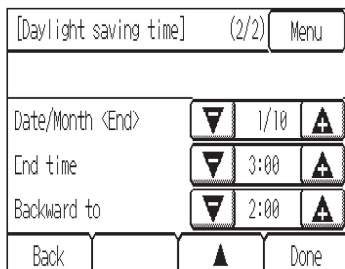 [Daylight saving time] (2/2) Menu
Date/Month <End> 1/10
End time 3:00
Backward to 2:00
Back Done